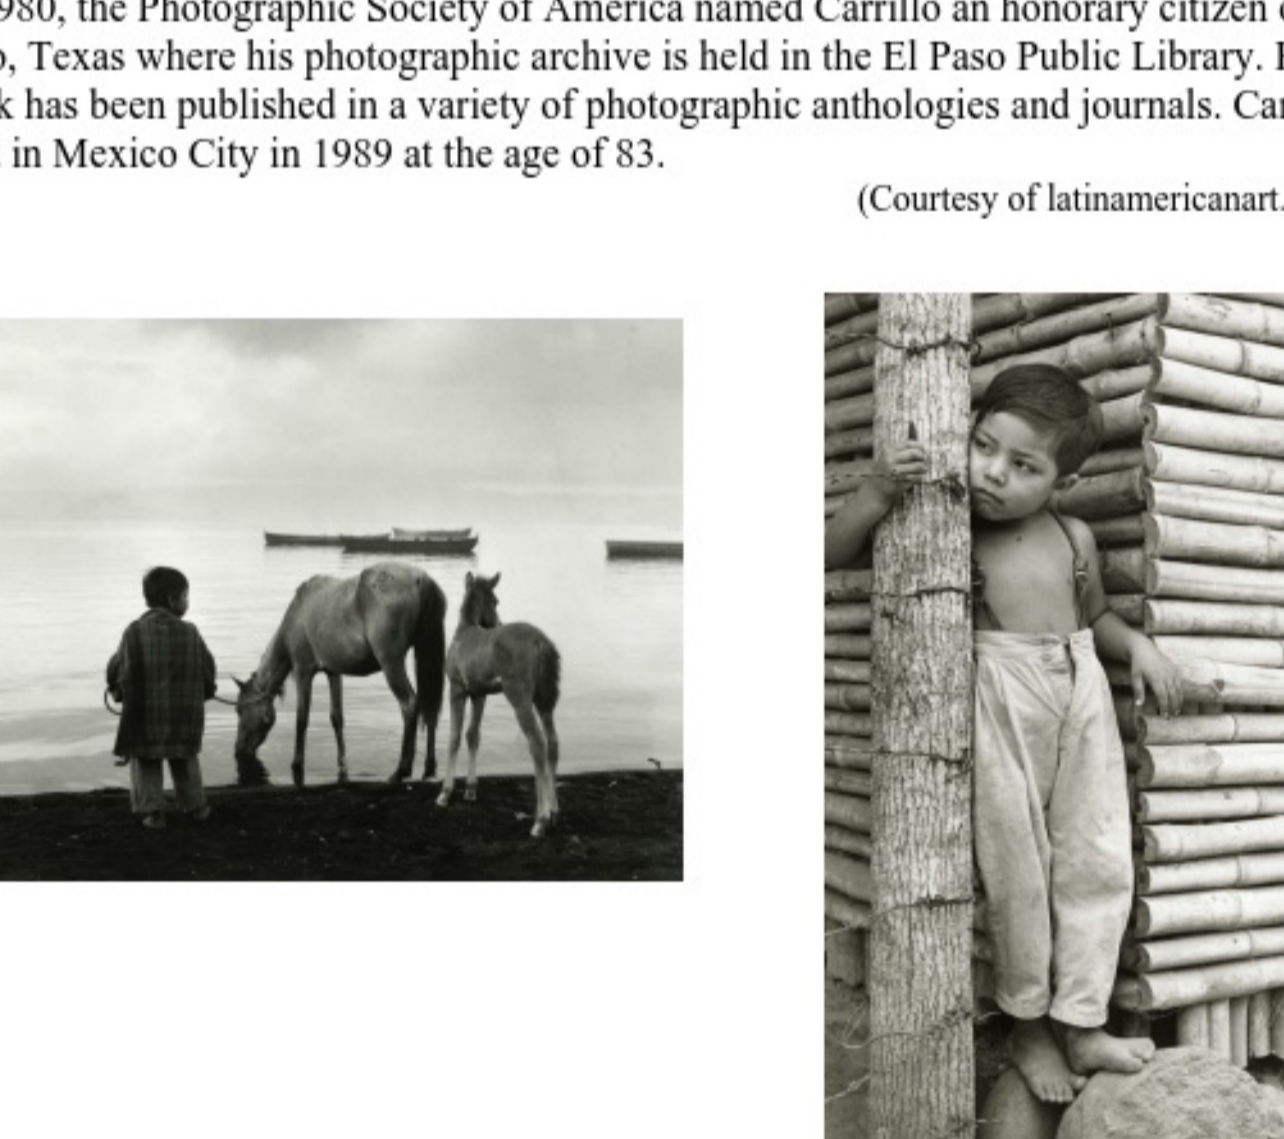 980, the Photographic Society of America named Carrillo an honorary citizen
, Texas where his photographic archive is held in the El Paso Public Library.
k has been published in a variety of photographic anthologies and journals.
in Mexico City in 1989 at the age of 83.
(Courtesy of latinamericanart.